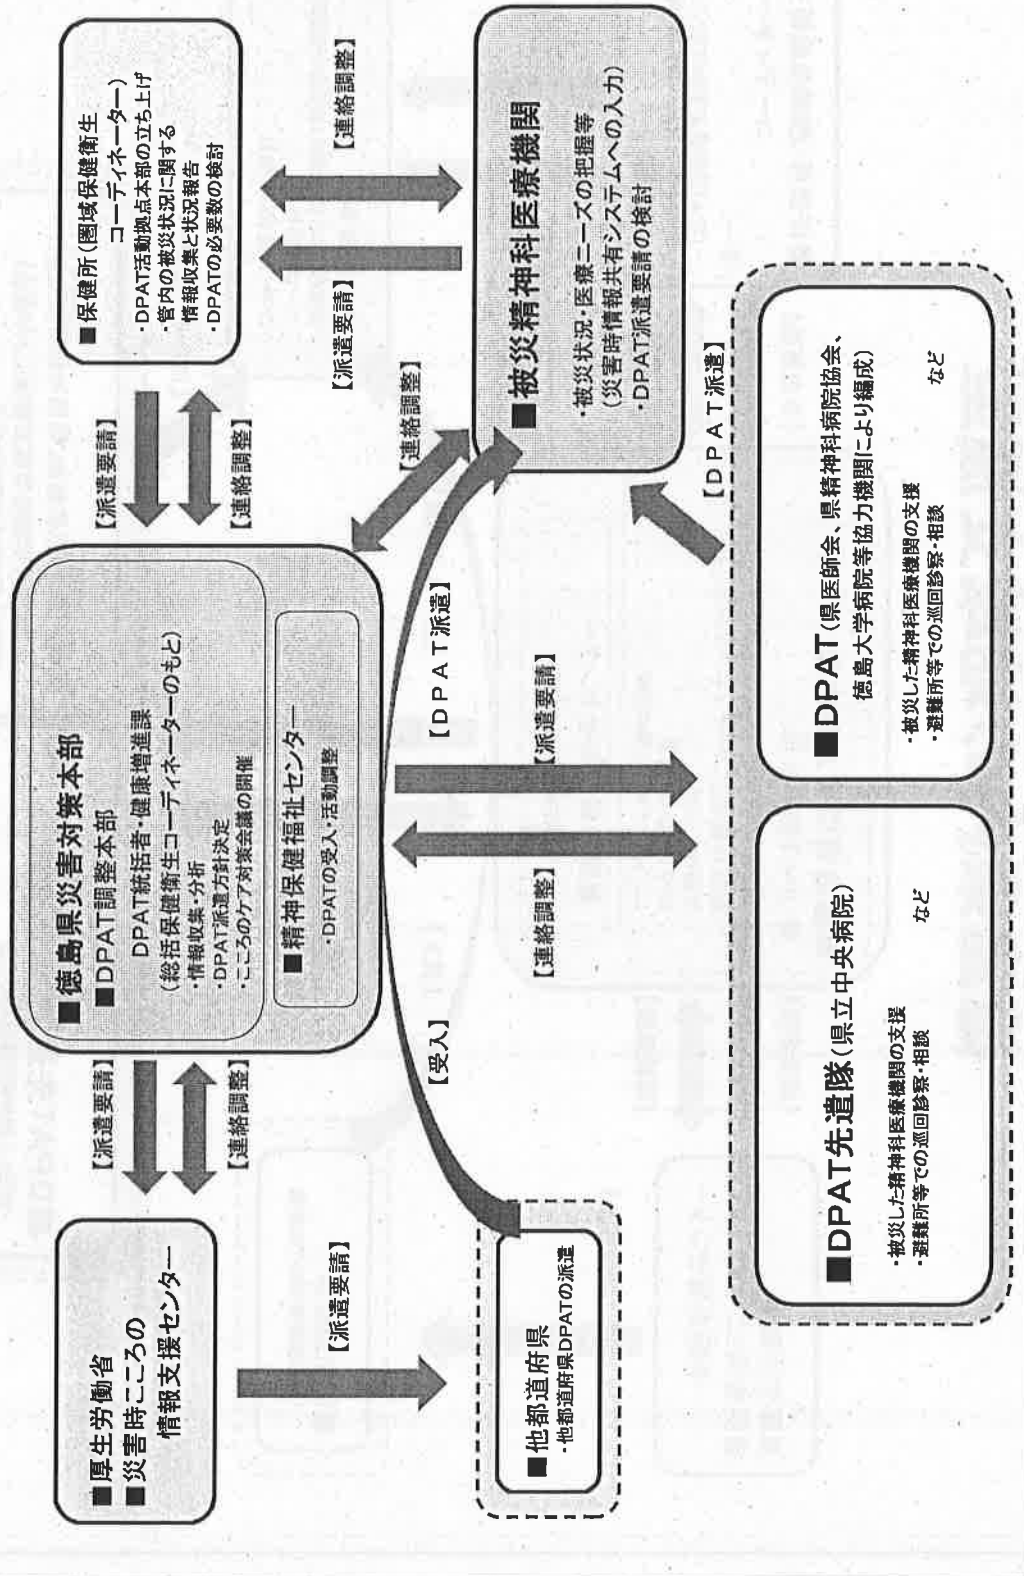 ■厚生労働省
■災害時こころの
情報支援センター
【派遣要請】
【連絡調整】
■徳島県災害対策本部
■DPAT調整本部
DPAT統括者・健康増進課
(総括保健衛生コーディネーターのもと)
・情報収集・分析
・DPAT派遣方針決定
・こころのケア対策会議の開催
■精神保健福祉センター
・DPATの受入・活動調整
【派遣要請】
【連絡調整】
■保健所(圏域保健衛生
コーディネーター)
・DPAT活動拠点本部の立ち上げ
・管内の被災状況に関する
情報収集と状況報告
・DPATの必要数の検討
【派遣要請】
【受入】
【DPAT派遣】
【連絡調整】
【派遣要請】
【連絡調整】
■他都道府県
・他都道府県DPATの派遣
【連絡調整】
【派遣要請】
■被災精神科医療機関
・被災状況・医療ニーズの把握等
(災害時情報共有システムへの入力)
・DPAT派遣要請の検討
【DPAT派遣】
■DPAT先遣隊(県立中央病院)
・被災した精神科医療機関の支援
・避難所等での巡回診察・相談
など
■DPAT(県医師会、県精神科病院協会、
徳島大学病院等協力機関により編成)
・被災した精神科医療機関の支援
・避難所等での巡回診察・相談
など